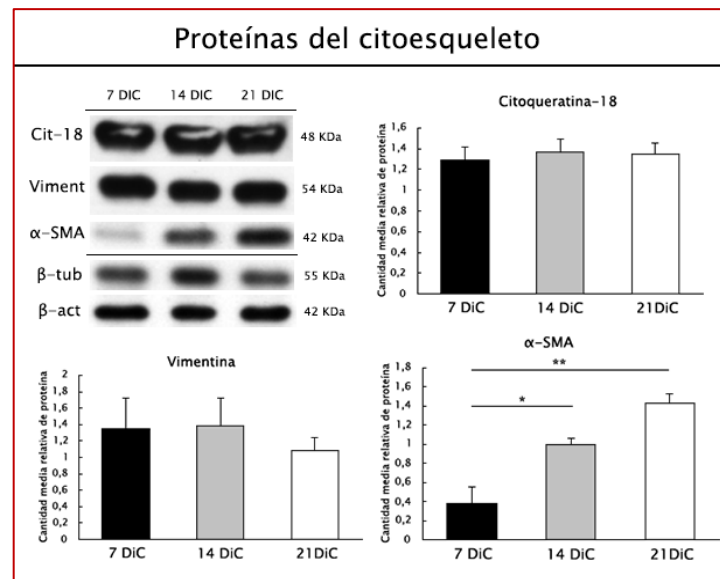 Proteínas del citoesqueleto
7 DIC 14 DIC 21 DIC
Cit-18 48 KDa
Viment 54 KDa
α-SMA 42 KDa
β-tub 55 KDa
β-act 42 KDa
Citoqueratina-18
Cantidad media relativa de proteína
1,6
1,4
1,2
1
0,8
0,6
0,4
0,2
0
7 DiC 14 DiC 21DiC
Vimentina
Cantidad media relativa de proteína
2
1,8
1,6
1,4
1,2
1
0,8
0,6
0,4
0,2
0
7 DiC 14 DiC 21DiC
α-SMA
Cantidad media relativa de proteína
1,8
1,6
1,4
1,2
1
0,8
0,6
0,4
0,2
0
**
*
7 DiC 14 DiC 21DiC